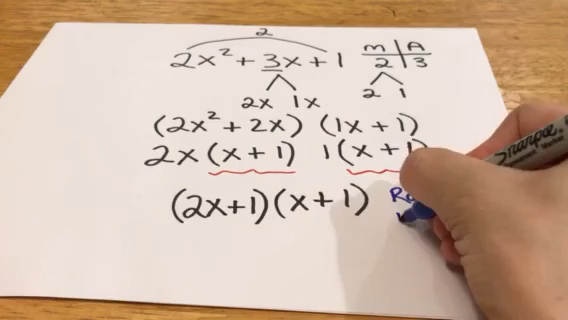 2
2x² + 3x + 1
M | A
2 | 3
2x 1x
2 1
(2x² + 2x) (1x + 1)
2x (x + 1) 1 (x + 1)
(2x+1)(x+1)
Sharpie